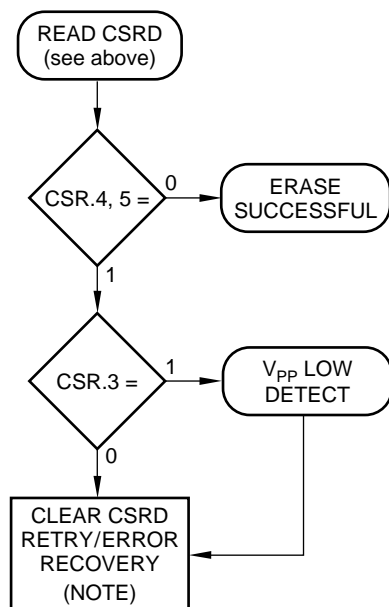 READ CSRD
(see above)
CSR.4, 5 =
0
ERASE
SUCCESSFUL
1
CSR.3 =
1
VPP LOW
DETECT
0
CLEAR CSRD
RETRY/ERROR
RECOVERY
(NOTE)